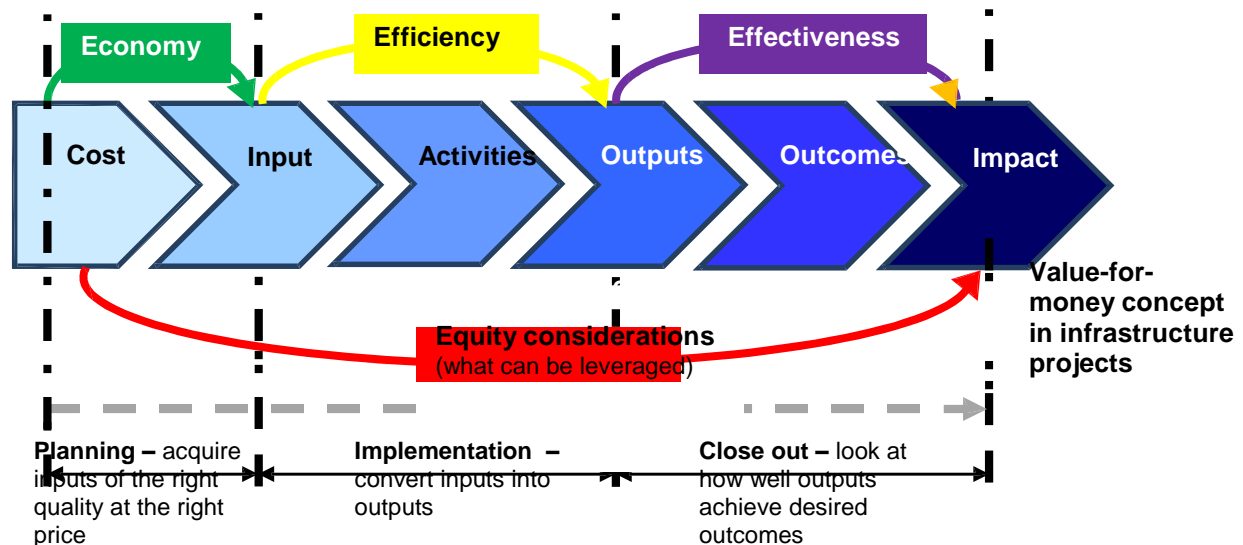 Economy
Efficiency
Effectiveness
Cost
Input
Activities
Outputs
Outcomes
Impact
Value-for-
money concept
in infrastructure
projects
Equity considerations
(what can be leveraged)
Planning – acquire
inputs of the right
quality at the right
price
Implementation –
convert inputs into
outputs
Close out – look at
how well outputs
achieve desired
outcomes